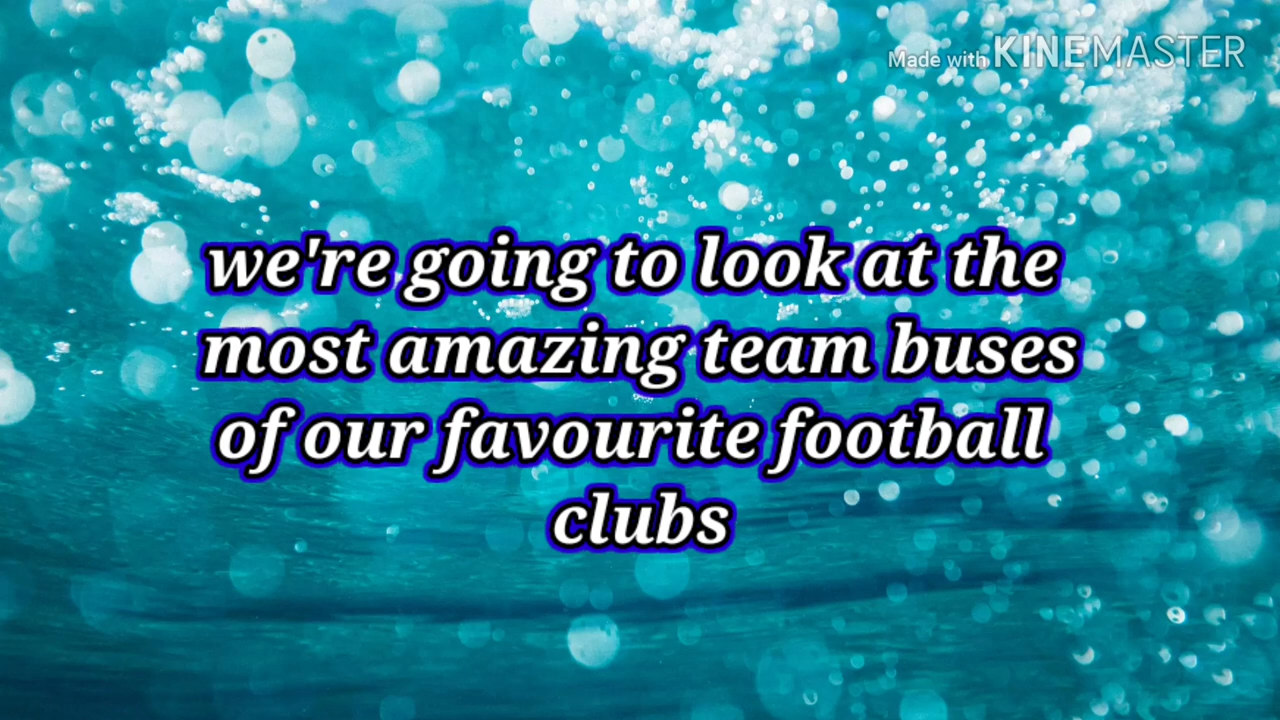 Made with KINEMASTER
we're going to look at the
most amazing team buses
of our favourite football
clubs